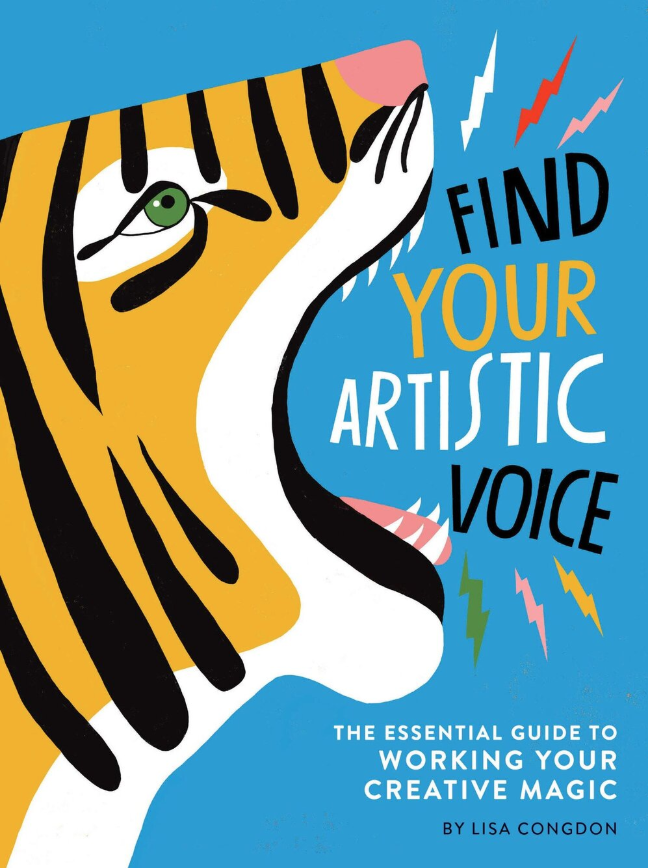 FIND
YOUR
ARTISTIC
VOICE
THE ESSENTIAL GUIDE TO
WORKING YOUR
CREATIVE MAGIC
BY LISA CONGDON